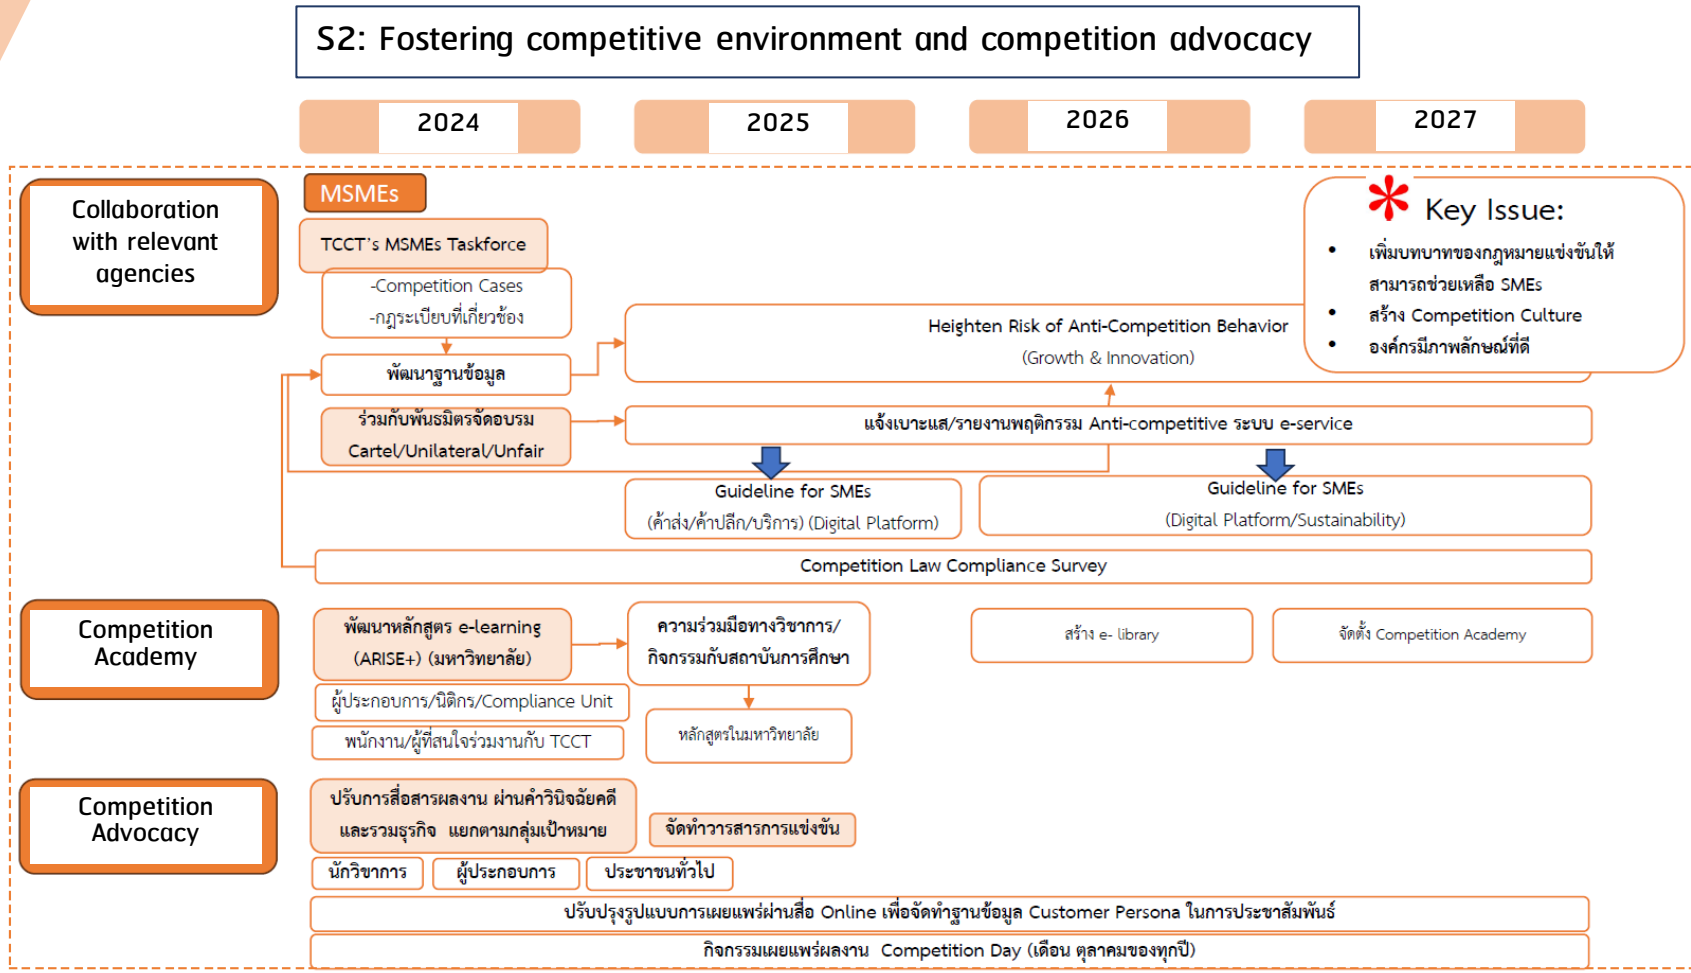 S2: Fostering competitive environment and competition advocacy
2024
2025
2026
2027
Collaboration
with relevant
agencies
MSMEs
TCCT's MSMEs Taskforce
-Competition Cases
-กฎระเบียบที่เกี่ยวช้อง
พัฒนาฐานข้อมูล
Heighten Risk of Anti-Competition Behavior
(Growth & Innovation)
* Key Issue:
• เพิ่มบทบาทของกฎหมายแข่งขันให้
สามารถช่วยเหลือ SMEs
• สร้าง Competition Culture
• องค์กรมีภาพลักษณ์ที่ดี
ร่วมกับพันธมิตรจัดอบรม
Cartel/Unilateral/Unfair
แจ้งเบาะแส/รายงานพฤติกรรม Anti-competitive ระบบ e-service
Guideline for SMEs
(ค้าส่ง/ค้าปลีก/บริการ) (Digital Platform)
Guideline for SMEs
(Digital Platform/Sustainability)
Competition Law Compliance Survey
Competition
Academy
พัฒนาหลักสูตร e-learning
(ARISE+) (มหาวิทยาลัย)
ความร่วมมือทางวิชาการ/
กิจกรรมกับสถาบันการศึกษา
สร้าง e- library
จัดตั้ง Competition Academy
ผู้ประกอบการ/นิติกร/Compliance Unit
พนักงาน/ผู้ที่สนใจร่วมงานกับ TCCT
หลักสูตรในมหาวิทยาลัย
Competition
Advocacy
ปรับการสื่อสารผลงาน ผ่านคำวินิจฉัยคดี
และรวมธุรกิจ แยกตามกลุ่มเป้าหมาย
จัดทำวารสารการแข่งขัน
นักวิชาการ
ผู้ประกอบการ
ประชาชนทั่วไป
ปรับปรุงรูปแบบการเผยแพร่ผ่านสื่อ Online เพื่อจัดทำฐานข้อมูล Customer Persona ในการประชาสัมพันธ์
กิจกรรมเผยแพร่ผลงาน Competition Day (เดือน ตุลาคมของทุกปี)